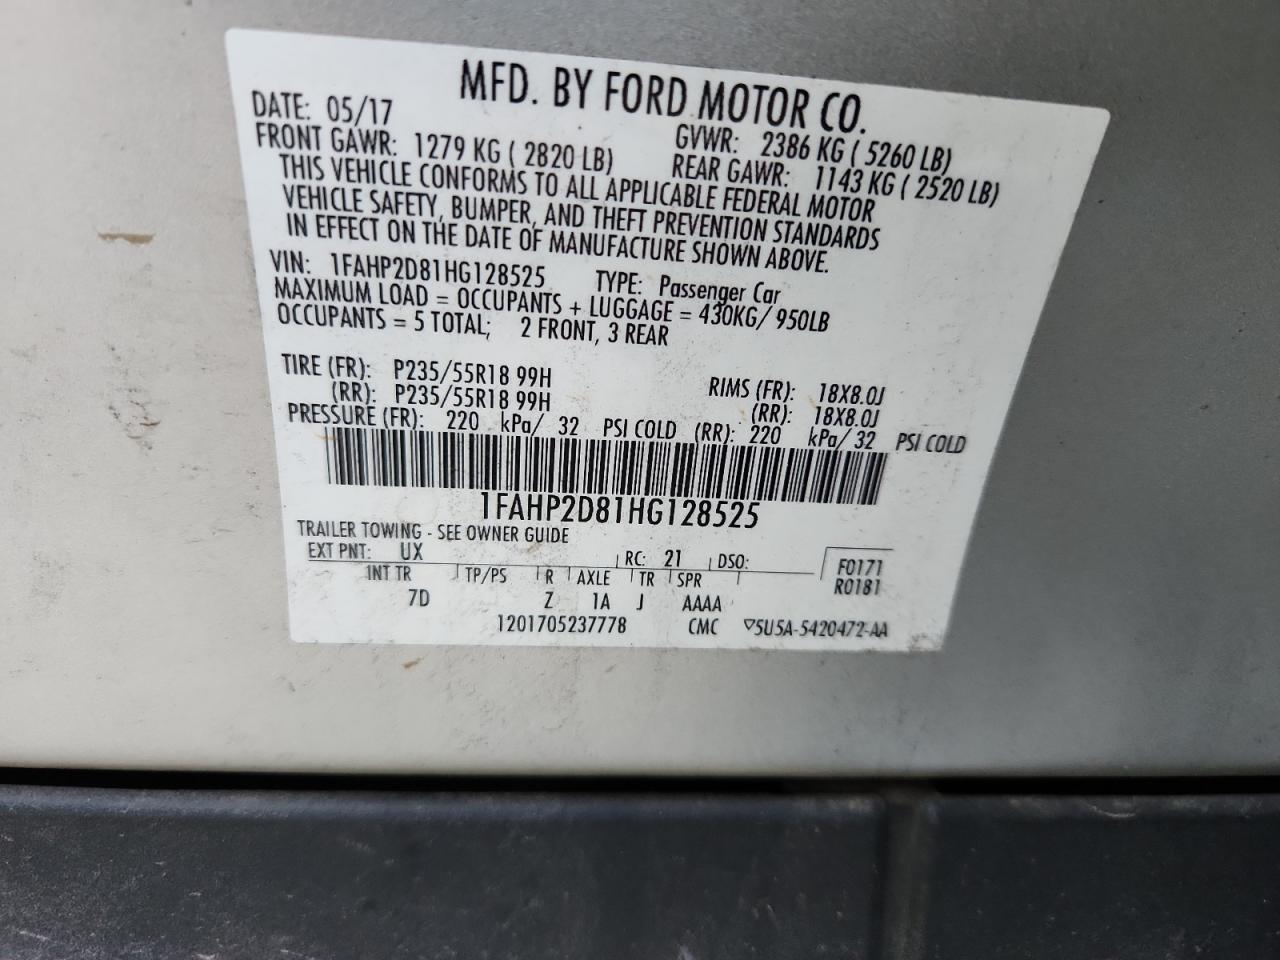 MFD. BY FORD MOTOR CO.
DATE: 05/17 GVWR: 2386 KG ( 5260 LB)
FRONT GAWR: 1279 KG ( 2820 LB) REAR GAWR: 1143 KG ( 2520 LB)
THIS VEHICLE CONFORMS TO ALL APPLICABLE FEDERAL MOTOR
VEHICLE SAFETY, BUMPER, AND THEFT PREVENTION STANDARDS
IN EFFECT ON THE DATE OF MANUFACTURE SHOWN ABOVE.
VIN: 1FAHP2D81HG128525 TYPE: Passenger Car
MAXIMUM LOAD = OCCUPANTS + LUGGAGE = 430KG/ 950LB
OCCUPANTS = 5 TOTAL; 2 FRONT, 3 REAR
TIRE (FR): P235/55R18 99H RIMS (FR): 18X8.0J
(RR): P235/55R18 99H (RR): 18X8.0J
PRESSURE (FR): 220 kPa/ 32 PSI COLD (RR): 220 kPa/ 32 PSI COLD
1FAHP2D81HG128525
TRAILER TOWING - SEE OWNER GUIDE
EXT PNT: UX RC: 21 DSO: F0171
INT TR TP/PS R AXLE TR SPR R0181
7D Z 1A J AAAA
1201705237778 CMC ▽5U5A-5420472-AA